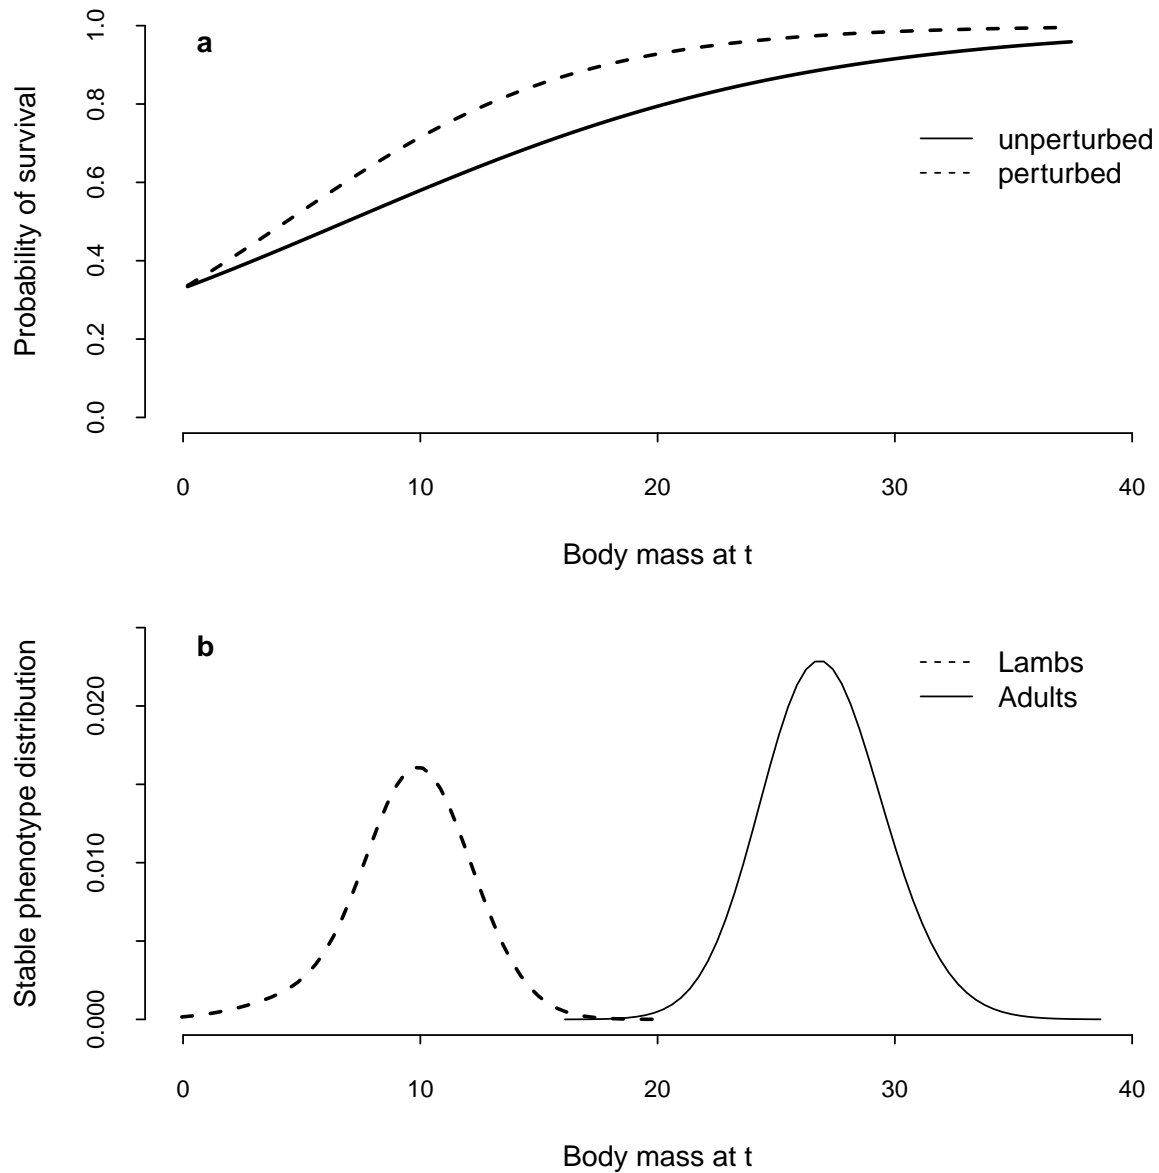 a
Probability of survival
1.0
0.8
0.6
0.4
0.2
0.0
unperturbed
perturbed
0 10 20 30 40
Body mass at t
b
Stable phenotype distribution
0.020
0.010
0.000
Lambs
Adults
0 10 20 30 40
Body mass at t